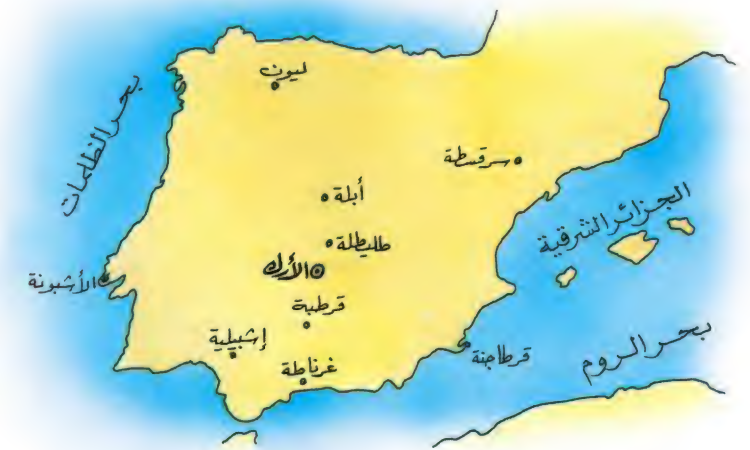 ليون
بحر الظلمات
سرقسطة
أبلة
الجزائر الشرقية
طليطلة
الأرك
الأشبونة
قرطبة
إشبيلية
غرناطة
قرطاجنة
بحر الروم